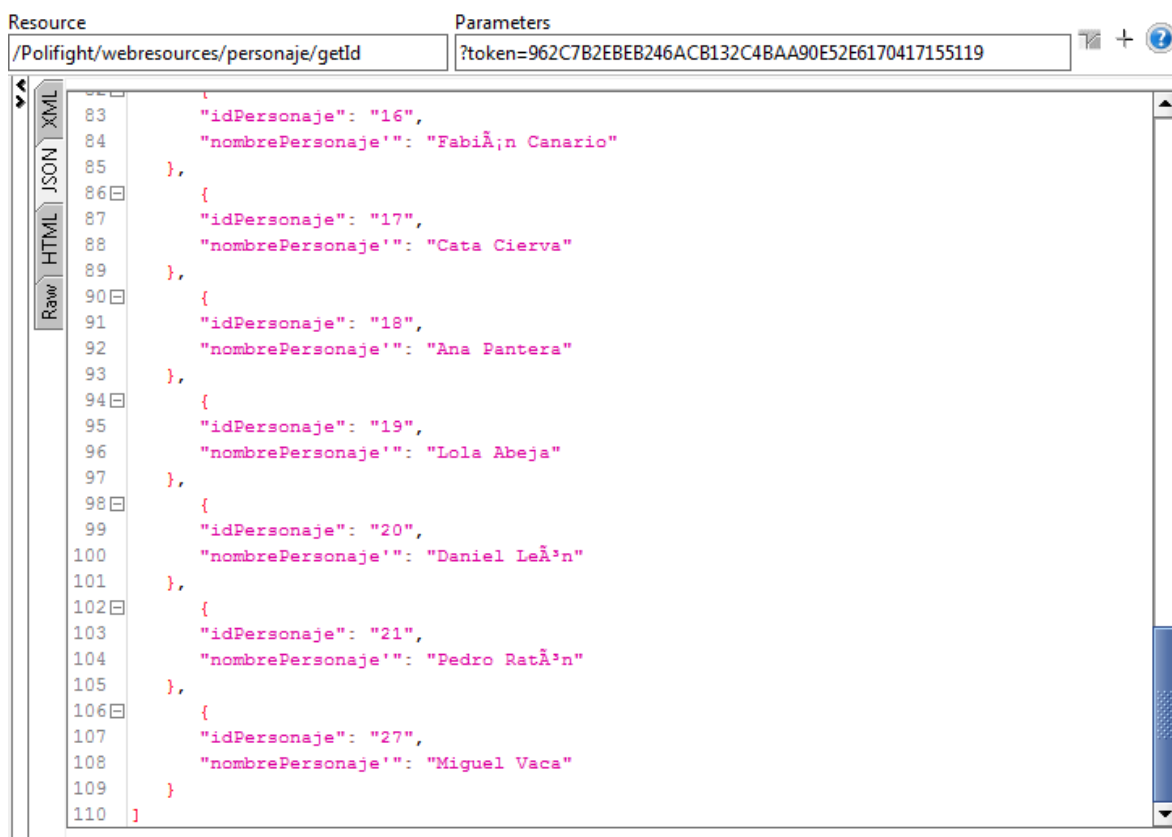 Resource Parameters
/Polifight/webresources/personaje/getId ?token=962C7B2EBEB246ACB132C4BAA90E52E6170417155119
XML
JSON
HTML
Raw
82 {
83 "idPersonaje": "16",
84 "nombrePersonaje'": "FabiÃ¡n Canario"
85 },
86 {
87 "idPersonaje": "17",
88 "nombrePersonaje'": "Cata Cierva"
89 },
90 {
91 "idPersonaje": "18",
92 "nombrePersonaje'": "Ana Pantera"
93 },
94 {
95 "idPersonaje": "19",
96 "nombrePersonaje'": "Lola Abeja"
97 },
98 {
99 "idPersonaje": "20",
100 "nombrePersonaje'": "Daniel LeÃ³n"
101 },
102 {
103 "idPersonaje": "21",
104 "nombrePersonaje'": "Pedro RatÃ³n"
105 },
106 {
107 "idPersonaje": "27",
108 "nombrePersonaje'": "Miguel Vaca"
109 }
110 ]